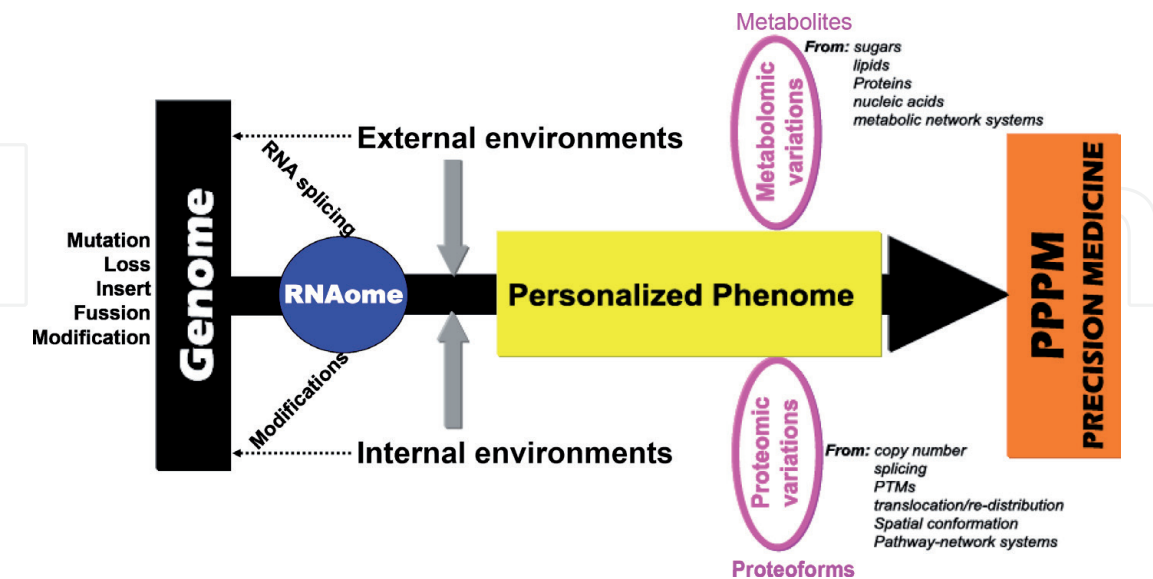 Metabolites
From: sugars
lipids
Proteins
nucleic acids
metabolic network systems
Metabolomic
variations
External environments
RNA splicing
Mutation
Loss
Insert
Fussion
Modification
Genome
RNAome
Personalized Phenome
PPPM
PRECISION MEDICINE
Modifications
Internal environments
Proteomic
variations
From: copy number
splicing
PTMs
translocation/re-distribution
Spatial conformation
Pathway-network systems
Proteoforms